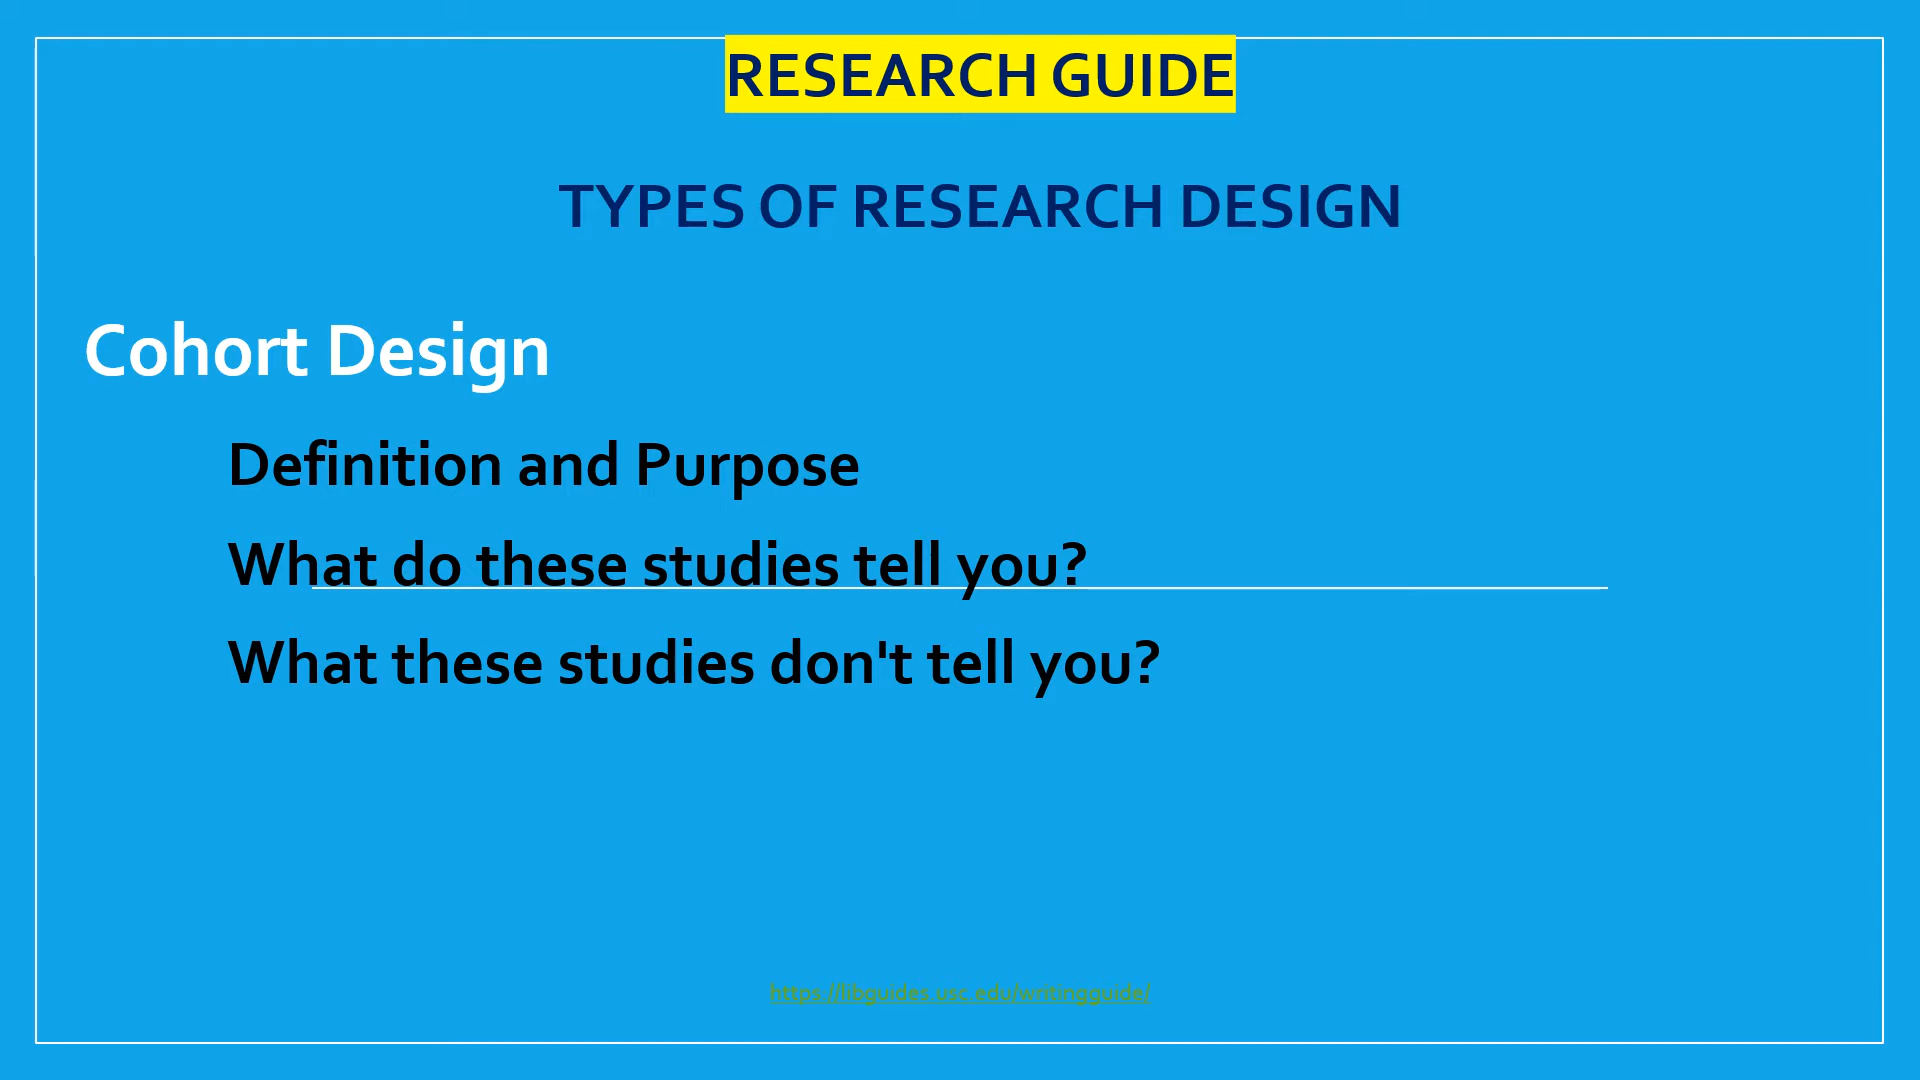 RESEARCH GUIDE
TYPES OF RESEARCH DESIGN
Cohort Design
Definition and Purpose
What do these studies tell you?
What these studies don't tell you?
https://libguides.usc.edu/writingguide/